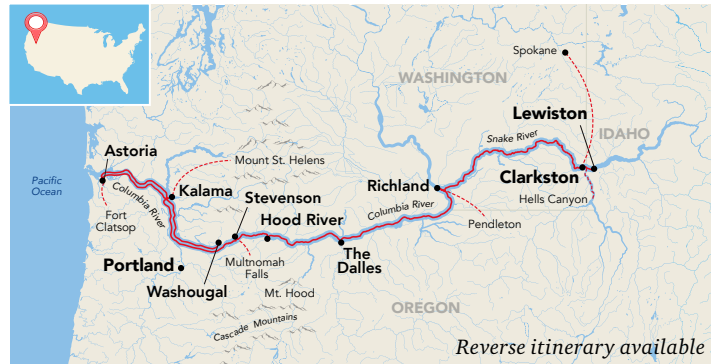 Spokane
WASHINGTON
Lewiston
Snake River
IDAHO
Astoria
Mount St. Helens
Clarkston
Pacific
Ocean
Kalama
Richland
Stevenson
Hells Canyon
Columbia River
Hood River
Columbia River
Fort
Clatsop
Pendleton
Multnomah
Falls
The
Dalles
Portland
Washougal
Mt. Hood
OREGON
Cascade Mountains
Reverse itinerary available